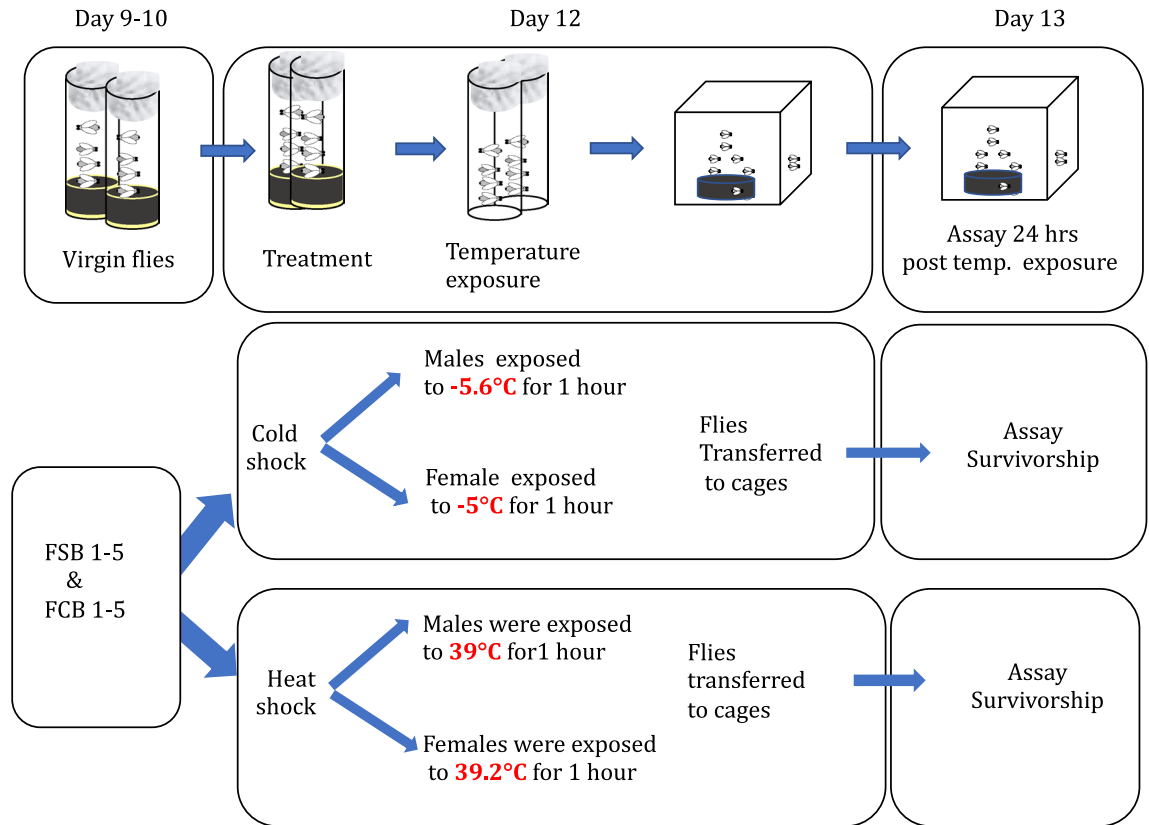 Day 9-10
Day 12
Day 13
Virgin flies
Treatment
Temperature
exposure
Assay 24 hrs
post temp. exposure
FSB 1-5
&
FCB 1-5
Cold
shock
Males exposed
to -5.6°C for 1 hour
Female exposed
to -5°C for 1 hour
Flies
Transferred
to cages
Assay
Survivorship
Heat
shock
Males were exposed
to 39°C for1 hour
Females were exposed
to 39.2°C for 1 hour
Flies
transferred
to cages
Assay
Survivorship